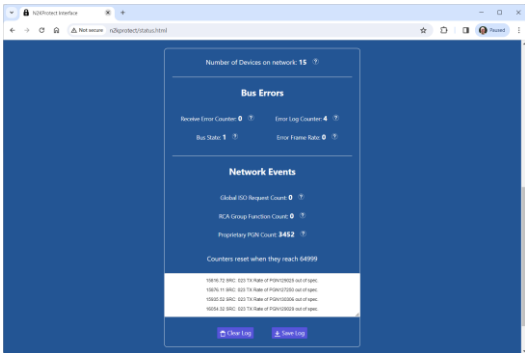 N2KProtect Interface
Not secure n2kprotect/status.html
Paused
Number of Devices on network: 15 ?
Bus Errors
Receive Error Counter: 0 ? Error Log Counter: 4 ?
Bus State: 1 ? Error Frame Rate: 0 ?
Network Events
Global ISO Request Count: 0 ?
RCA Group Function Count: 0 ?
Proprietary PGN Count: 3452 ?
Counters reset when they reach 64999
SRC: 023 TX Rate of out of spec
SRC: 023 TX Rate of PGN127250 out of spec
SRC: 023 TX Rate of out of spec
SRC: 023 TX Rate of out of spec
Clear Log Save Log